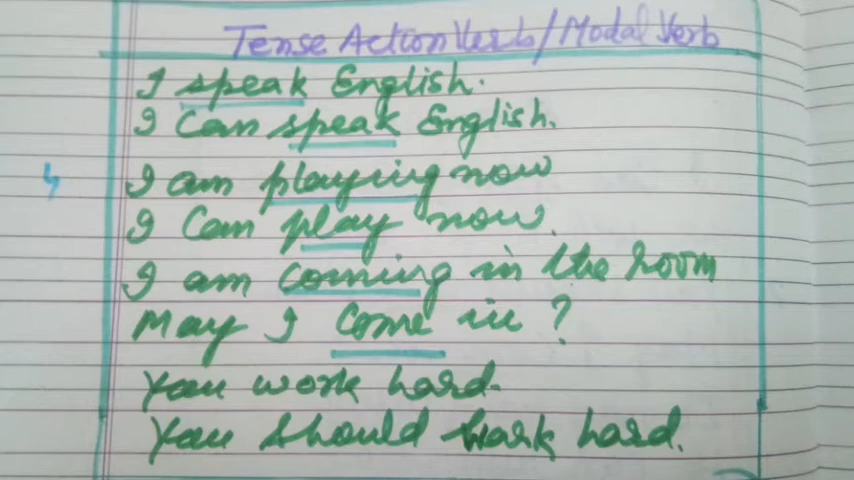 Tense Action Verb/Modal Verb
I speak English.
I Can speak English.
I am playing now
I Can play now.
I am Coming in the room
May I Come in ?
You work hard.
You should work hard.